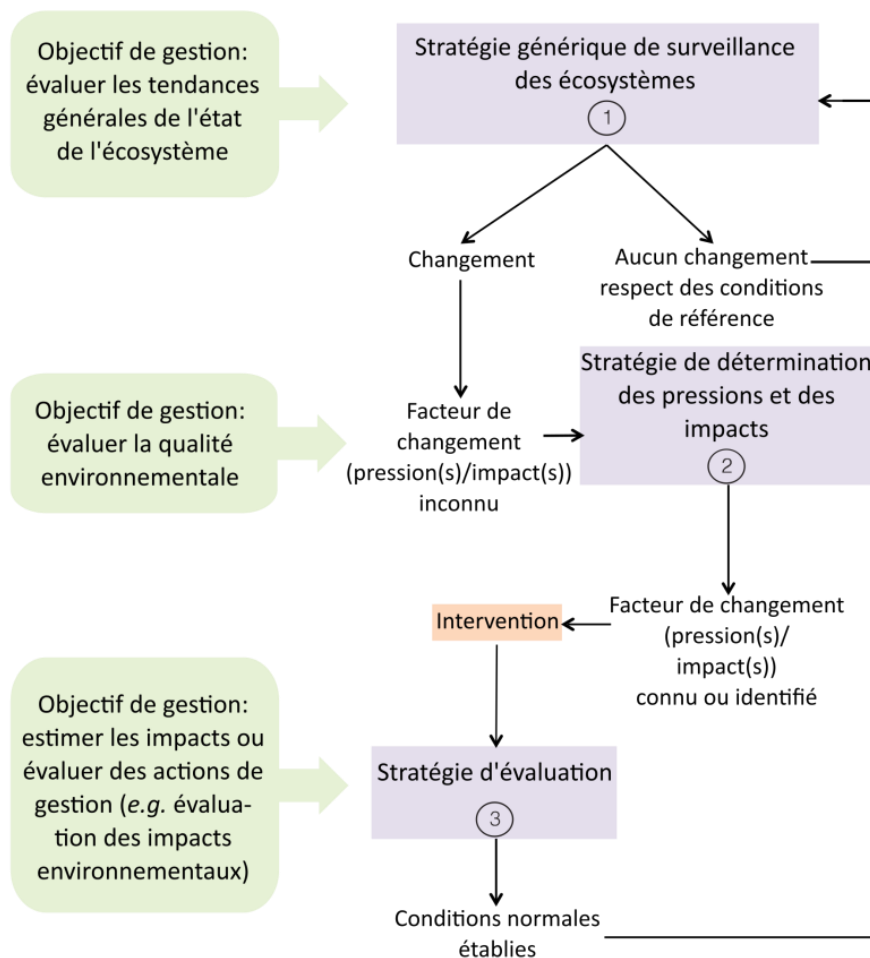 Objectif de gestion:
évaluer les tendances
générales de l'état
de l'écosystème
Stratégie générique de surveillance
des écosystèmes
1
Changement
Aucun changement
respect des conditions
de référence
Objectif de gestion:
évaluer la qualité
environnementale
Facteur de
changement
(pression(s)/impact(s))
inconnu
Stratégie de détermination
des pressions et des
impacts
2
Facteur de changement
(pression(s)/
impact(s))
connu ou identifié
Intervention
Objectif de gestion:
estimer les impacts ou
évaluer des actions de
gestion (e.g. évalua-
tion des impacts
environnementaux)
Stratégie d'évaluation
3
Conditions normales
établies